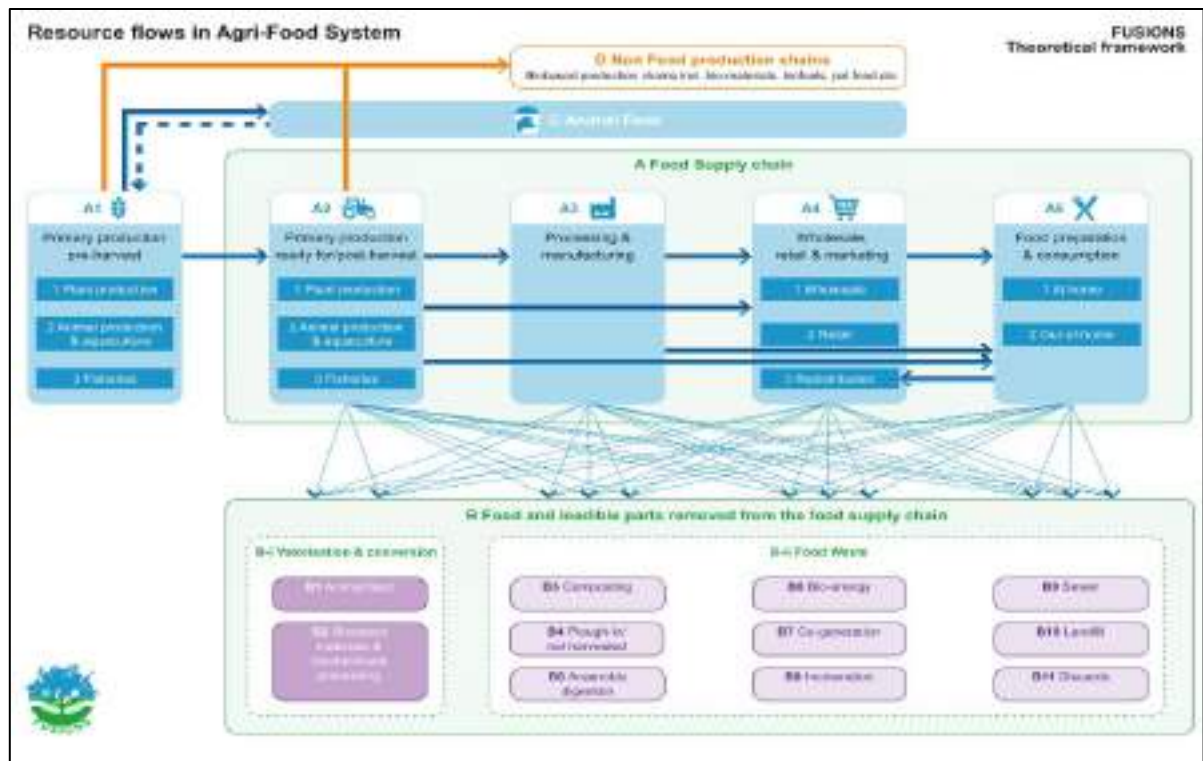 Resource flows in Agri-Food System
FUSIONS
Theoretical framework
D Non Food production chains
C Animal Feed
A Food Supply chain
A1
Primary production
pre-harvest
1 Plant production
2 Animal production
& aquaculture
3 Fisheries
A2
Primary production
ready for/post harvest
1 Plant production
2 Animal production
& aquaculture
3 Fisheries
A3
Processing &
manufacturing
A4
Wholesale,
retail & marketing
1 Wholesale
2 Retail
3 Redistribution
A5
Food preparation
& consumption
1 At home
2 Out of home
B Food and inedible parts removed from the food supply chain
B-i Valorisation & conversion
B-ii Food Waste
B3 Composting
B4 Plough-in/
not harvested
B5 Anaerobic
digestion
B6 Bio-energy
B7 Co-generation
B8 Incineration
B9 Sewer
B10 Landfill
B11 Discards